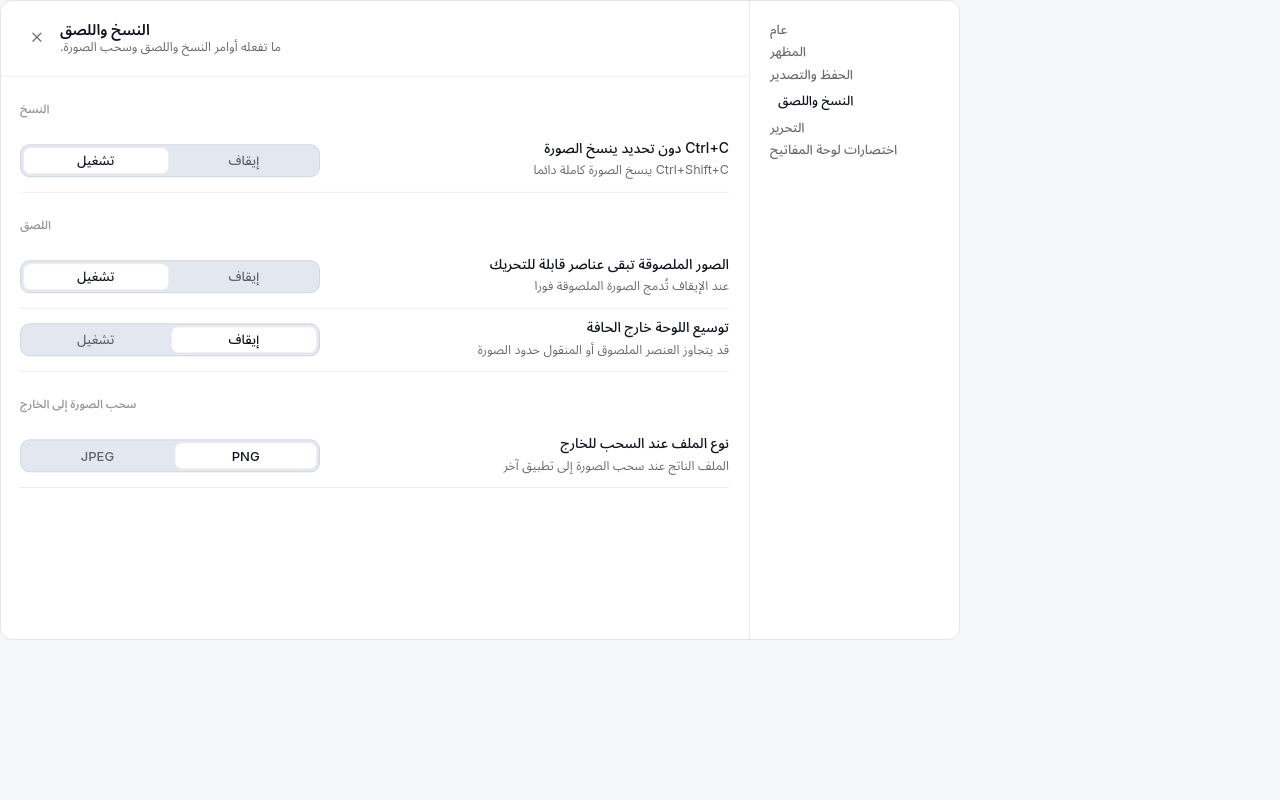 عام
المظهر
الحفظ والتصدير
النسخ واللصق
التحرير
اختصارات لوحة المفاتيح
النسخ واللصق
ما تفعله أوامر النسخ واللصق وسحب الصورة.
النسخ
Ctrl+C دون تحديد ينسخ الصورة
Ctrl+Shift+C ينسخ الصورة كاملة دائما
إيقاف تشغيل
اللصق
الصور الملصوقة تبقى عناصر قابلة للتحريك
عند الإيقاف تُدمج الصورة الملصوقة فورا
إيقاف تشغيل
توسيع اللوحة خارج الحافة
قد يتجاوز العنصر الملصوق أو المنقول حدود الصورة
إيقاف تشغيل
سحب الصورة إلى الخارج
نوع الملف عند السحب للخارج
الملف الناتج عند سحب الصورة إلى تطبيق آخر
PNG JPEG